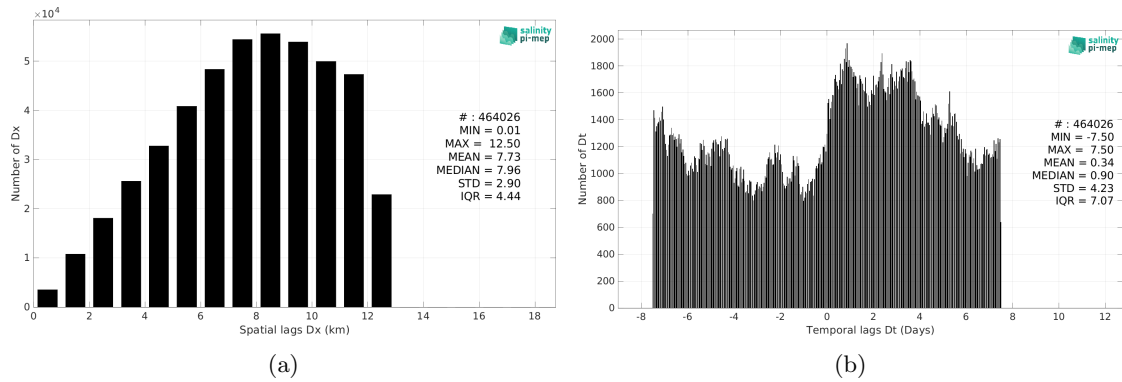 ×10⁴
5
4
3
2
1
0
Number of Dx
0 2 4 6 8 10 12 14 16 18
Spatial lags Dx (km)
salinity
pi-mep
# : 464026
MIN = 0.01
MAX = 12.50
MEAN = 7.73
MEDIAN = 7.96
STD = 2.90
IQR = 4.44
(a)
2000
1800
1600
1400
1200
1000
800
600
400
200
0
Number of Dt
-8 -6 -4 -2 0 2 4 6 8 10 12
Temporal lags Dt (Days)
salinity
pi-mep
# : 464026
MIN = -7.50
MAX = 7.50
MEAN = 0.34
MEDIAN = 0.90
STD = 4.23
IQR = 7.07
(b)